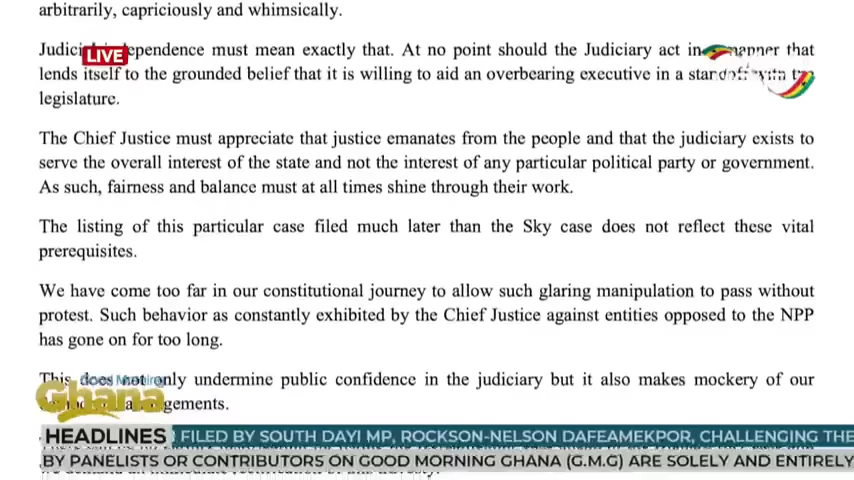 arbitrarily, capriciously and whimsically.
LIVE
independence must mean exactly that. At no point should the Judiciary act in manner that
lends itself to the grounded belief that it is willing to aid an overbearing executive in a standoff with the
legislature.
The Chief Justice must appreciate that justice emanates from the people and that the judiciary exists to
serve the overall interest of the state and not the interest of any particular political party or government.
As such, fairness and balance must at all times shine through their work.
The listing of this particular case filed much later than the Sky case does not reflect these vital
prerequisites.
We have come too far in our constitutional journey to allow such glaring manipulation to pass without
protest. Such behavior as constantly exhibited by the Chief Justice against entities opposed to the NPP
has gone on for too long.
This does not only undermine public confidence in the judiciary but it also makes mockery of our
Good Morning
Ghana
HEADLINES
FILED BY SOUTH DAYI MP, ROCKSON-NELSON DAFEAMEKPOR, CHALLENGING THE
BY PANELISTS OR CONTRIBUTORS ON GOOD MORNING GHANA (G.M.G) ARE SOLELY AND ENTIRELY